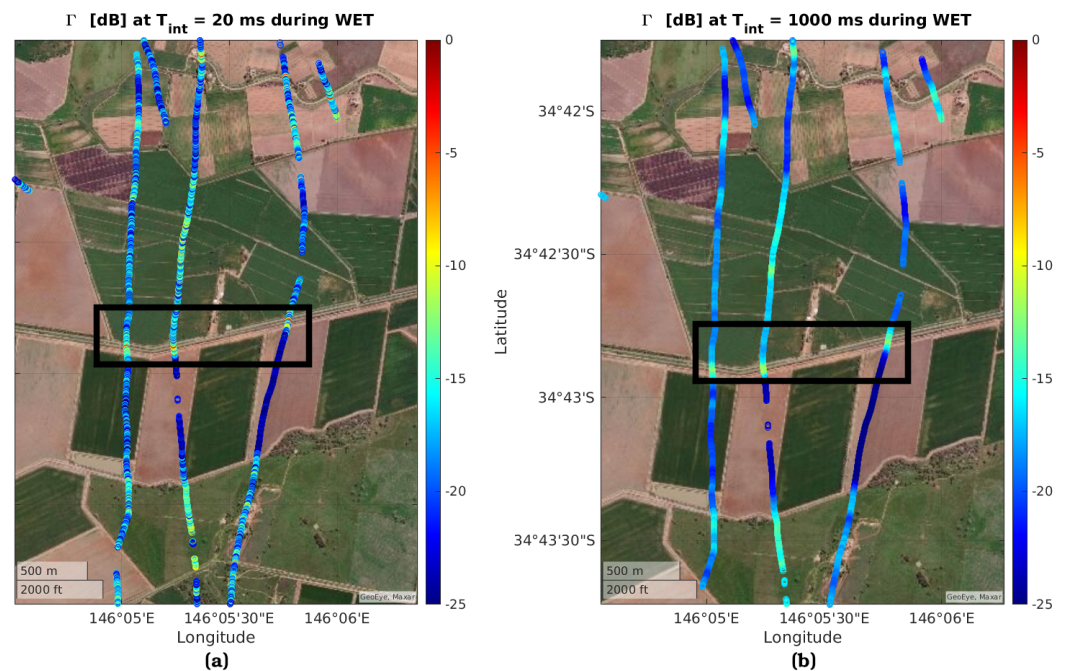 Γ [dB] at T_int = 20 ms during WET
0
-5
-10
-15
-20
-25
500 m
2000 ft
GeoEye, Maxar
146°05'E
146°05'30"E
146°06'E
Longitude
(a)
Γ [dB] at T_int = 1000 ms during WET
Latitude
34°42'S
34°42'30"S
34°43'S
34°43'30"S
0
-5
-10
-15
-20
-25
500 m
2000 ft
GeoEye, Maxar
146°05'E
146°05'30"E
146°06'E
Longitude
(b)